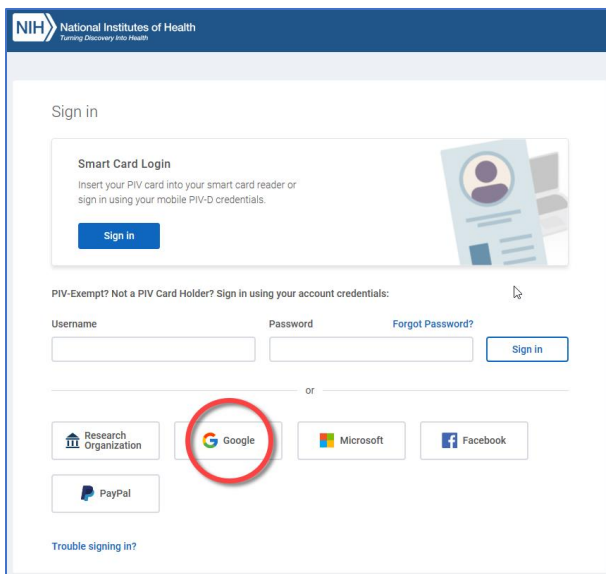 NIH National Institutes of Health
Turning Discovery Into Health
Sign in
Smart Card Login
Insert your PIV card into your smart card reader or
sign in using your mobile PIV-D credentials.
Sign in
PIV-Exempt? Not a PIV Card Holder? Sign in using your account credentials:
Username Password Forgot Password?
Sign in
or
Research
Organization
Google
Microsoft
Facebook
PayPal
Trouble signing in?